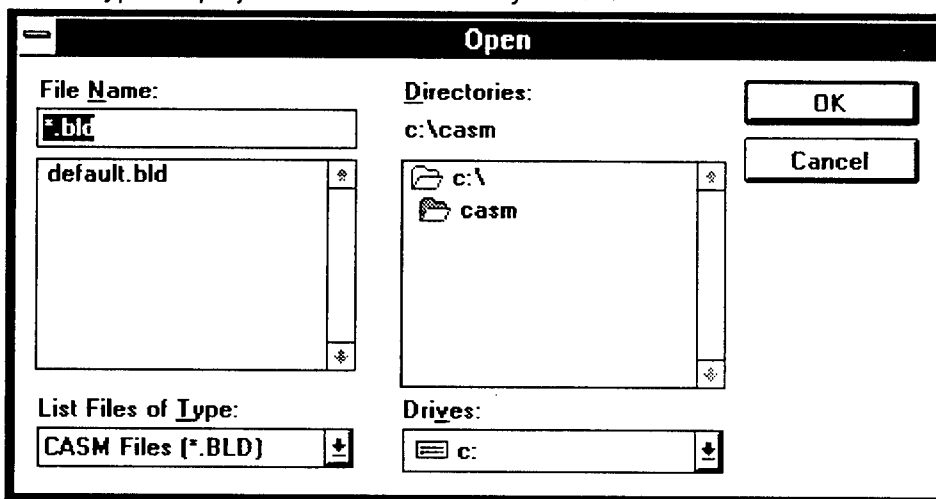 Open
File Name:
*.bld
default.bld
List Files of Type:
CASM Files (*.BLD)
Directories:
c:\casm
c:\
casm
Drives:
c:
OK
Cancel